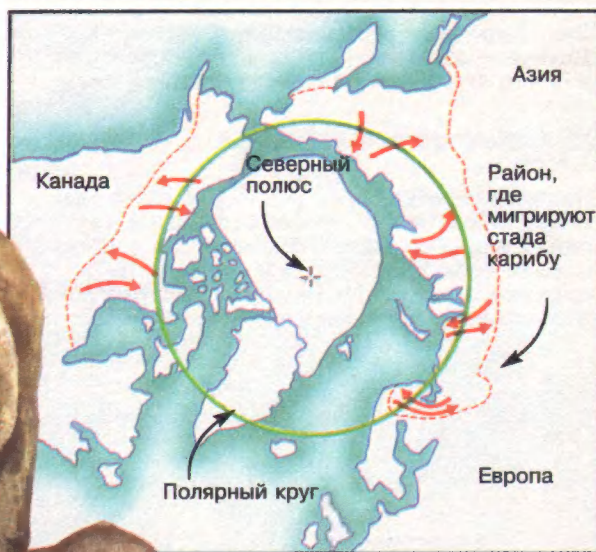 Азия
Канада
Северный
полюс
Район,
где
мигрируют
стада
карибу
Полярный круг
Европа